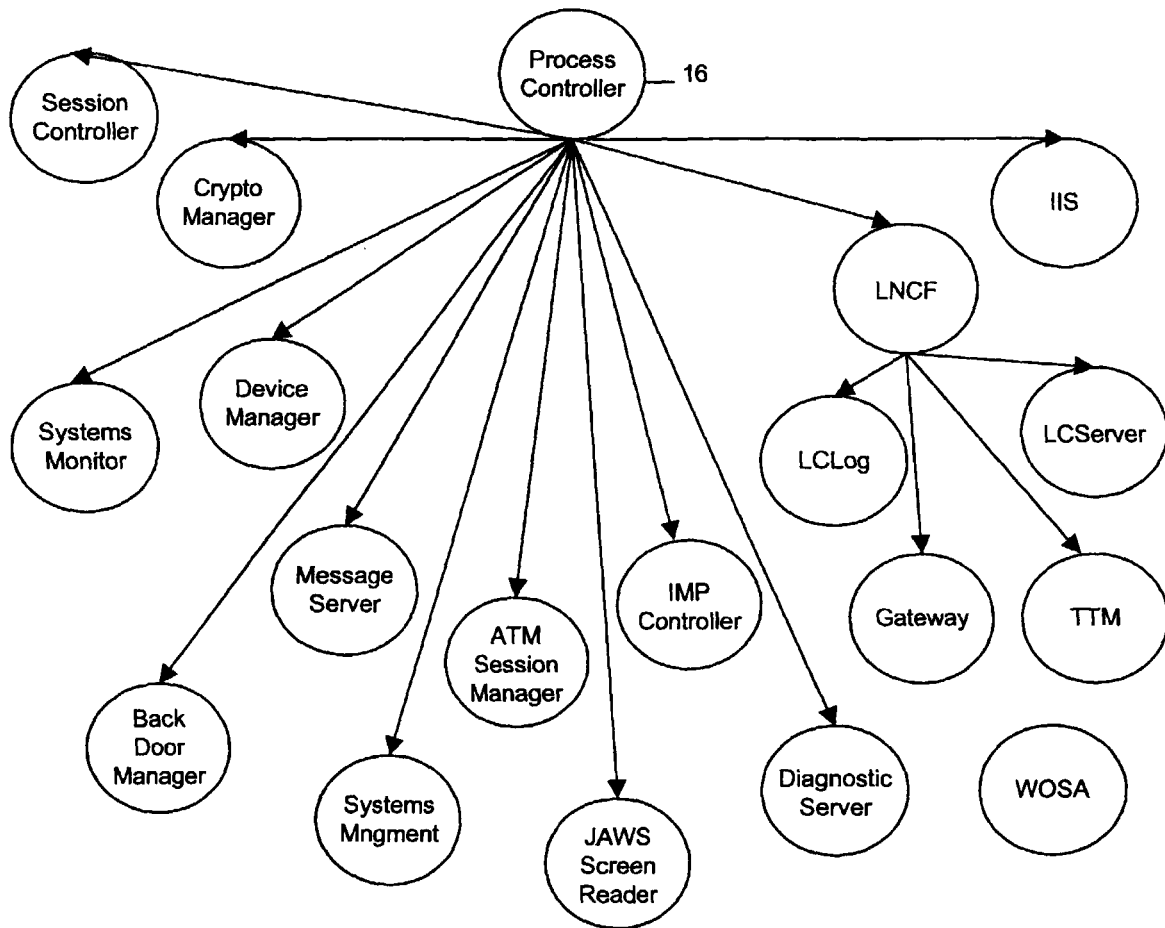 Process
Controller
16
Session
Controller
Crypto
Manager
IIS
LNCF
Device
Manager
Systems
Monitor
LCLog
LCServer
Message
Server
IMP
Controller
Gateway
TTM
ATM
Session
Manager
Back
Door
Manager
Systems
Mngment
Diagnostic
Server
WOSA
JAWS
Screen
Reader